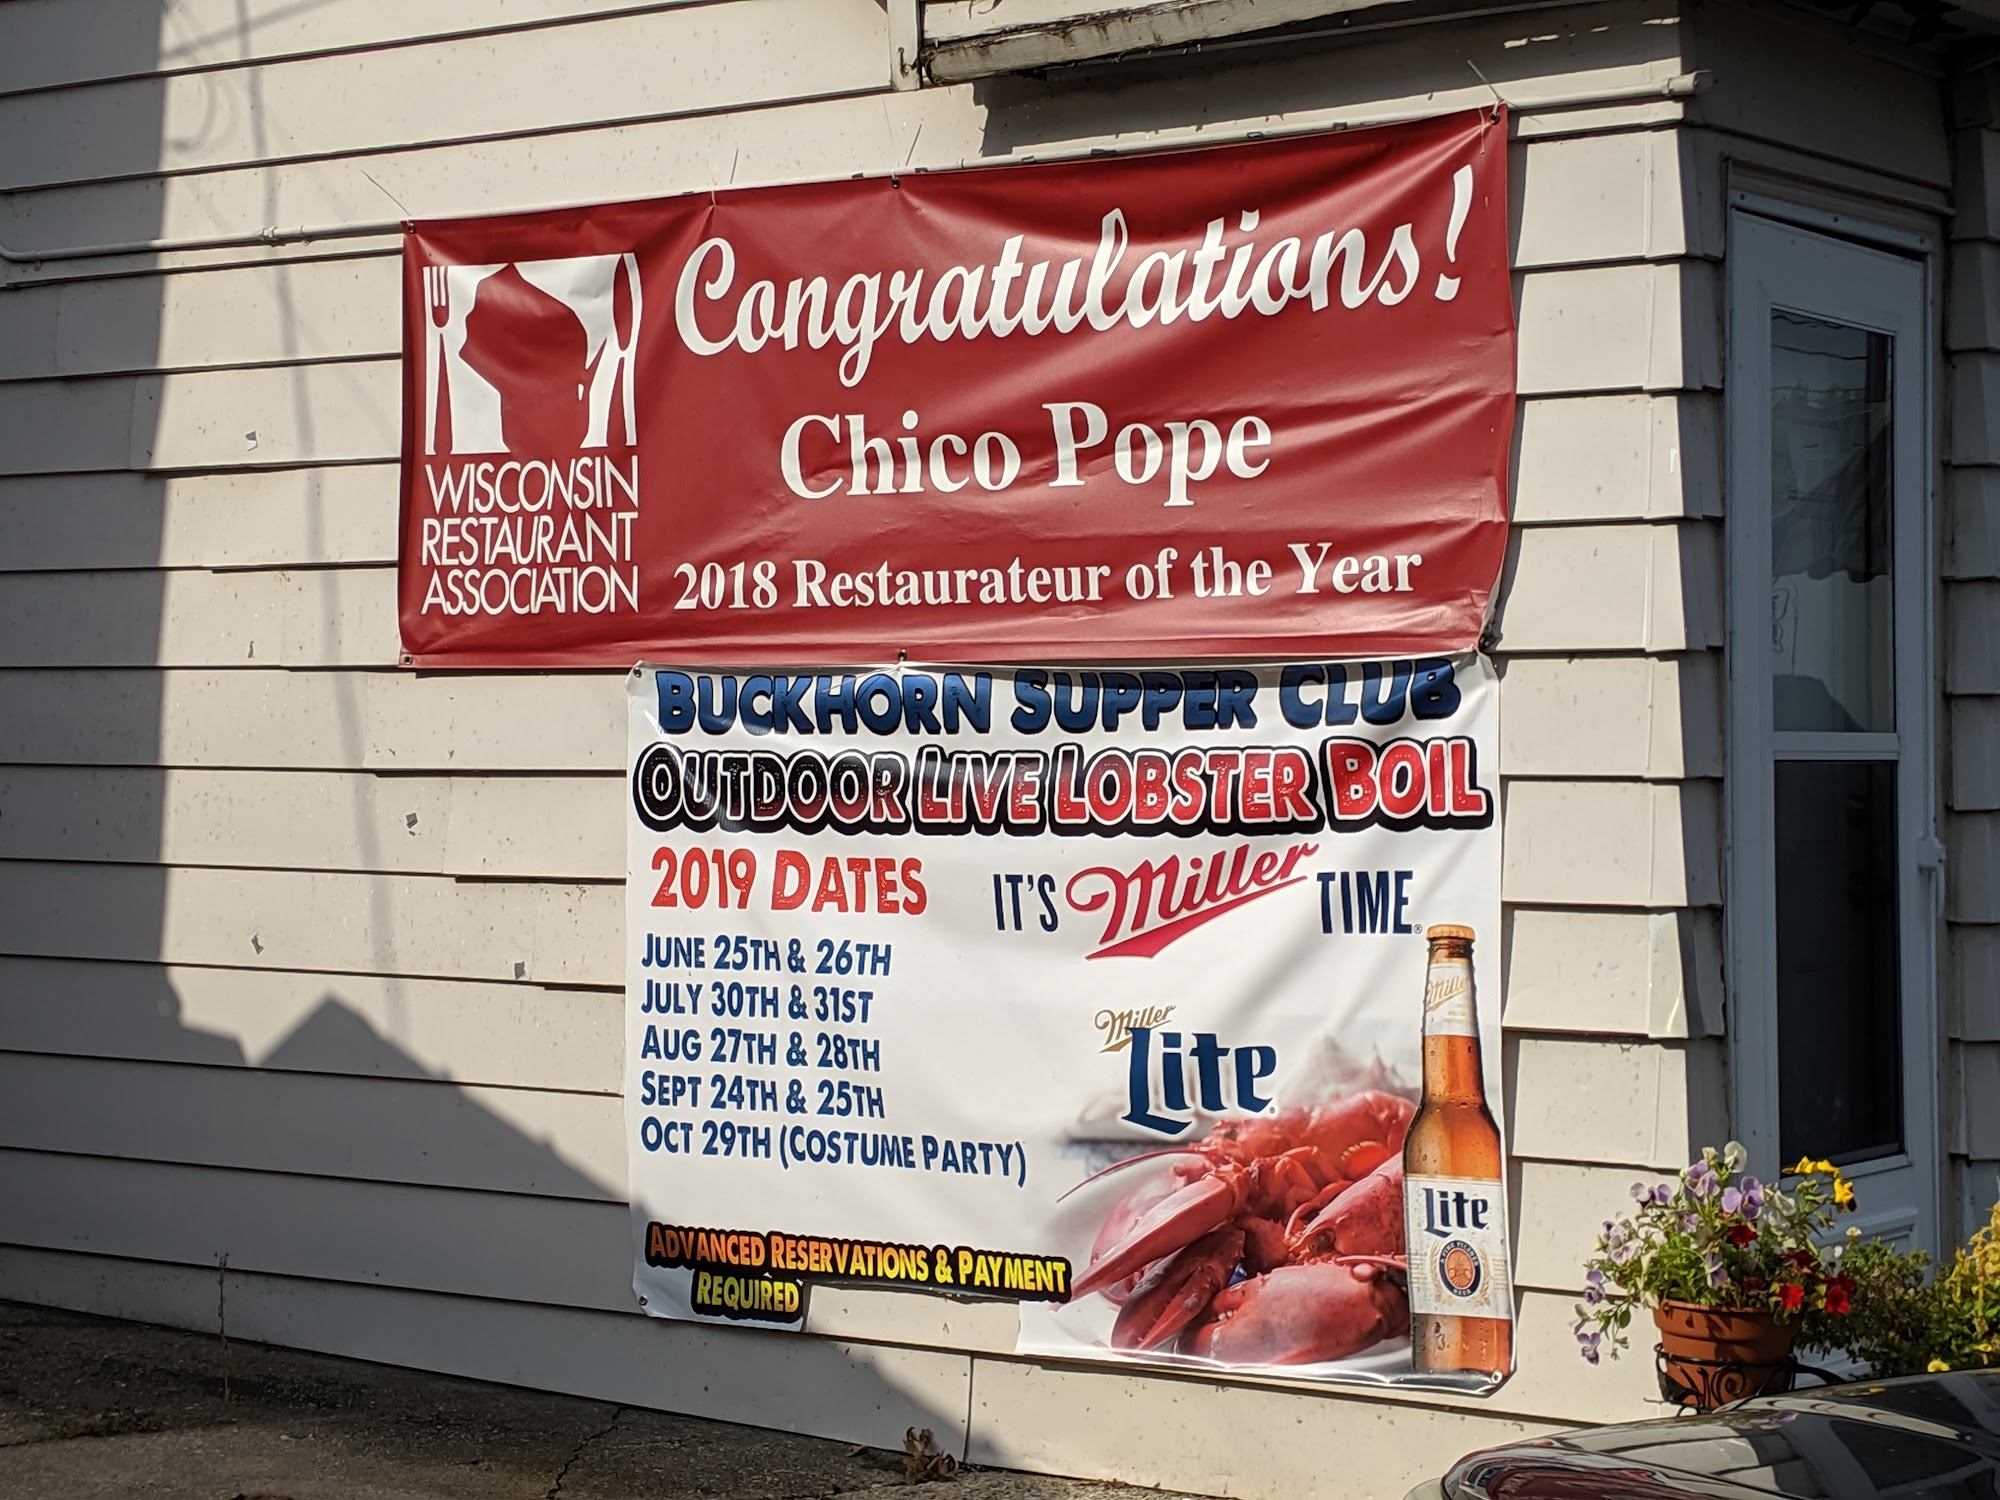 Congratulations!
Chico Pope
2018 Restaurateur of the Year
WISCONSIN
RESTAURANT
ASSOCIATION
BUCKHORN SUPPER CLUB
OUTDOOR LIVE LOBSTER BOIL
2019 DATES
IT'S Miller TIME®
JUNE 25TH & 26TH
JULY 30TH & 31ST
AUG 27TH & 28TH
SEPT 24TH & 25TH
OCT 29TH (COSTUME PARTY)
Miller
Lite
ADVANCED RESERVATIONS & PAYMENT
REQUIRED
Miller
Lite